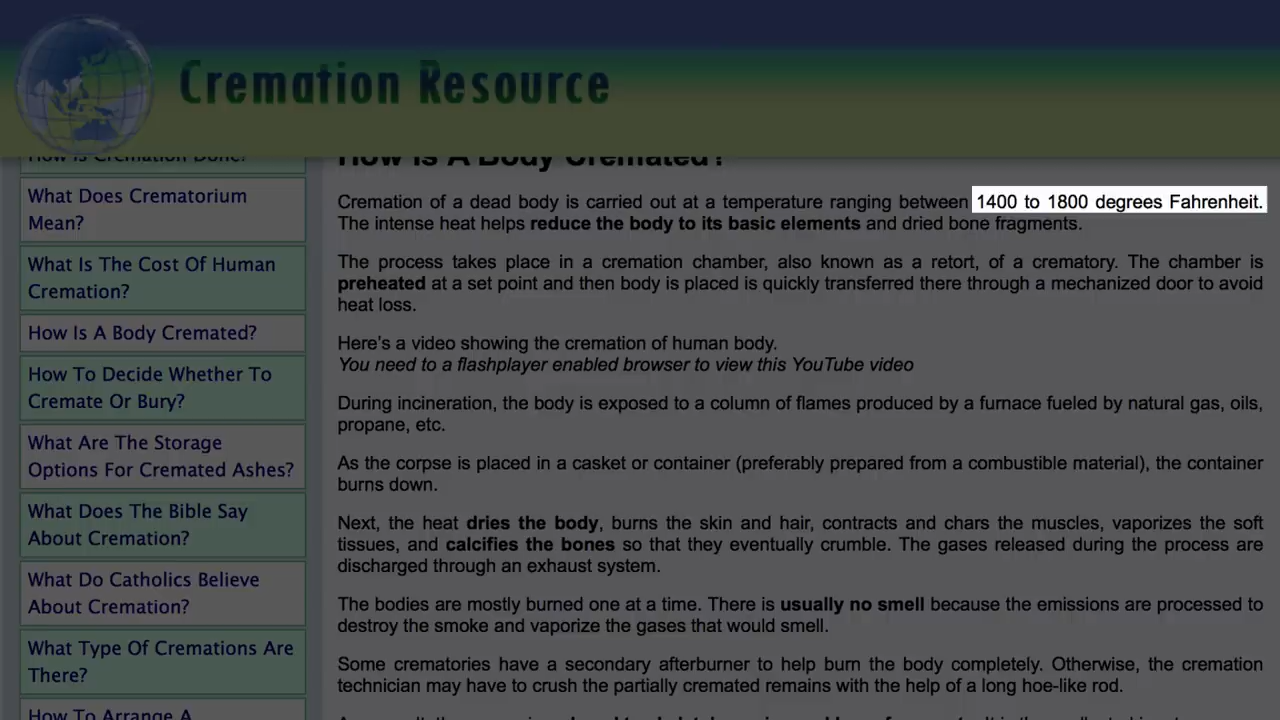 Cremation Resource
How Is Cremation Done?
What Does Crematorium
Mean?
What Is The Cost Of Human
Cremation?
How Is A Body Cremated?
How To Decide Whether To
Cremate Or Bury?
What Are The Storage
Options For Cremated Ashes?
What Does The Bible Say
About Cremation?
What Do Catholics Believe
About Cremation?
What Type Of Cremations Are
There?
How To Arrange A
How Is A Body Cremated?
Cremation of a dead body is carried out at a temperature ranging between 1400 to 1800 degrees Fahrenheit.
The intense heat helps reduce the body to its basic elements and dried bone fragments.
The process takes place in a cremation chamber, also known as a retort, of a crematory. The chamber is
preheated at a set point and then body is placed is quickly transferred there through a mechanized door to avoid
heat loss.
Here's a video showing the cremation of human body.
You need to a flashplayer enabled browser to view this YouTube video
During incineration, the body is exposed to a column of flames produced by a furnace fueled by natural gas, oils,
propane, etc.
As the corpse is placed in a casket or container (preferably prepared from a combustible material), the container
burns down.
Next, the heat dries the body, burns the skin and hair, contracts and chars the muscles, vaporizes the soft
tissues, and calcifies the bones so that they eventually crumble. The gases released during the process are
discharged through an exhaust system.
The bodies are mostly burned one at a time. There is usually no smell because the emissions are processed to
destroy the smoke and vaporize the gases that would smell.
Some crematories have a secondary afterburner to help burn the body completely. Otherwise, the cremation
technician may have to crush the partially cremated remains with the help of a long hoe-like rod.